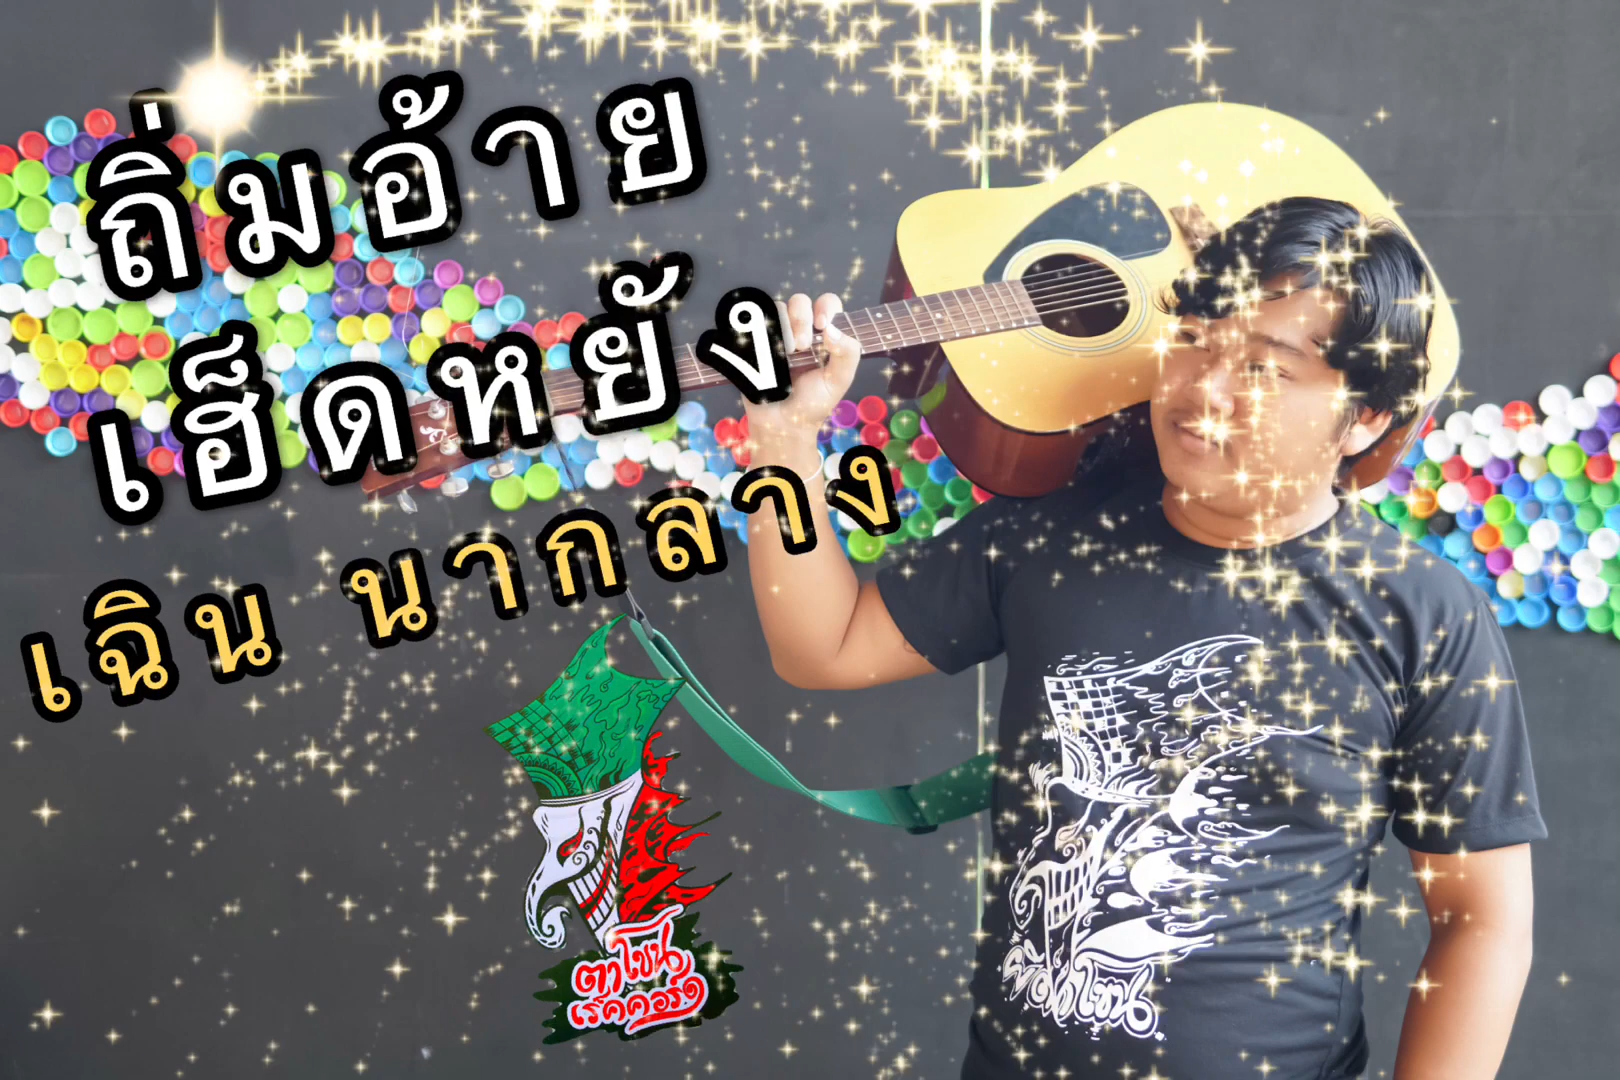 ถิ่มอ้าย
เฮ็ดหยัง
เฉิน นากลาง
ตาโขน
เร็คคอร์ด